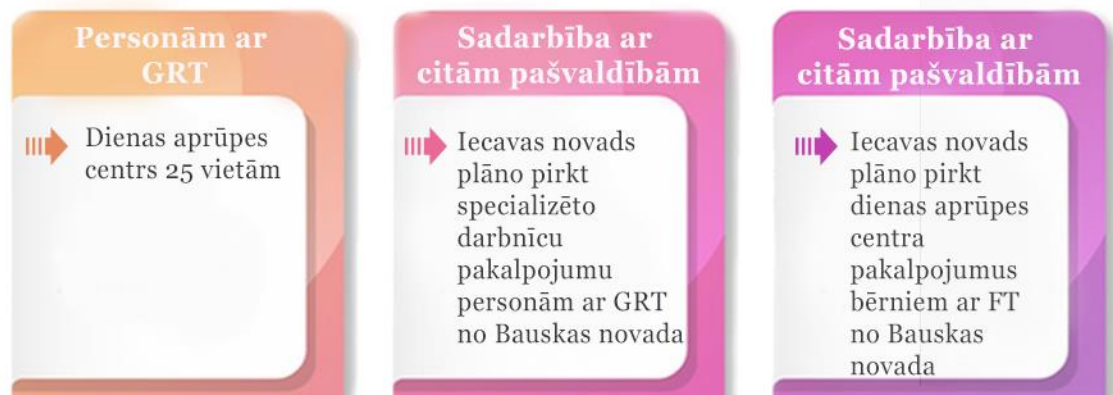 Personām ar
GRT
Dienas aprūpes
centrs 25 vietām
Sadarbība ar
citām pašvaldībām
Iecavas novads
plāno pirkt
specializēto
darbnīcu
pakalpojumu
personām ar GRT
no Bauskas novada
Sadarbība ar
citām pašvaldībām
Iecavas novads
plāno pirkt
dienas aprūpes
centra
pakalpojumus
bērniem ar FT
no Bauskas
novada